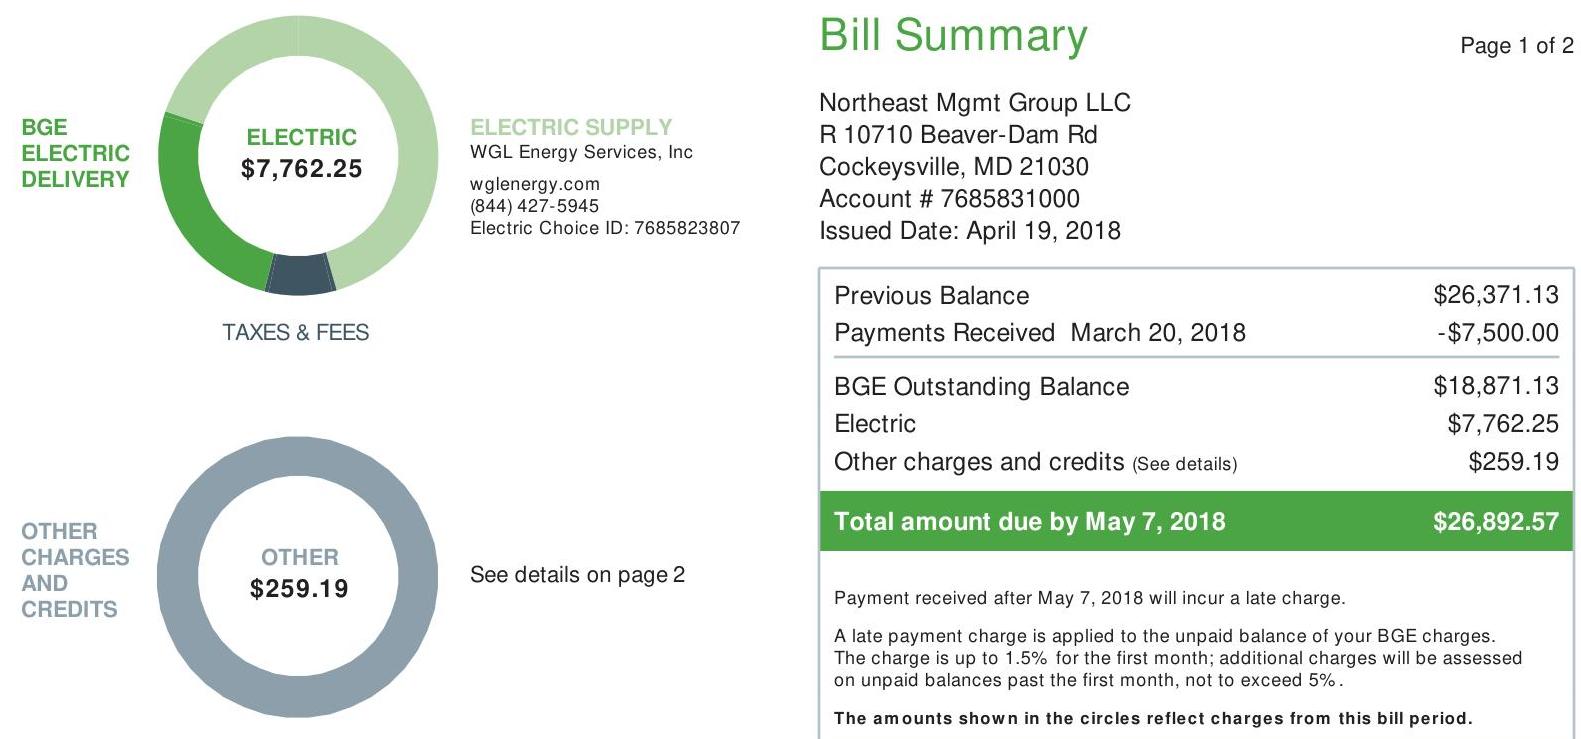 BGE
ELECTRIC
DELIVERY
ELECTRIC
$7,762.25
ELECTRIC SUPPLY
WGL Energy Services, Inc
wglenergy.com
(844) 427-5945
Electric Choice ID: 7685823807
TAXES & FEES
OTHER
CHARGES
AND
CREDITS
OTHER
$259.19
See details on page 2
Bill Summary
Page 1 of 2
Northeast Mgmt Group LLC
R 10710 Beaver-Dam Rd
Cockeysville, MD 21030
Account # 7685831000
Issued Date: April 19, 2018
Previous Balance $26,371.13
Payments Received March 20, 2018 -$7,500.00
BGE Outstanding Balance $18,871.13
Electric $7,762.25
Other charges and credits (See details) $259.19
Total amount due by May 7, 2018 $26,892.57
Payment received after May 7, 2018 will incur a late charge.
A late payment charge is applied to the unpaid balance of your BGE charges.
The charge is up to 1.5% for the first month; additional charges will be assessed
on unpaid balances past the first month, not to exceed 5%.
The amounts shown in the circles reflect charges from this bill period.